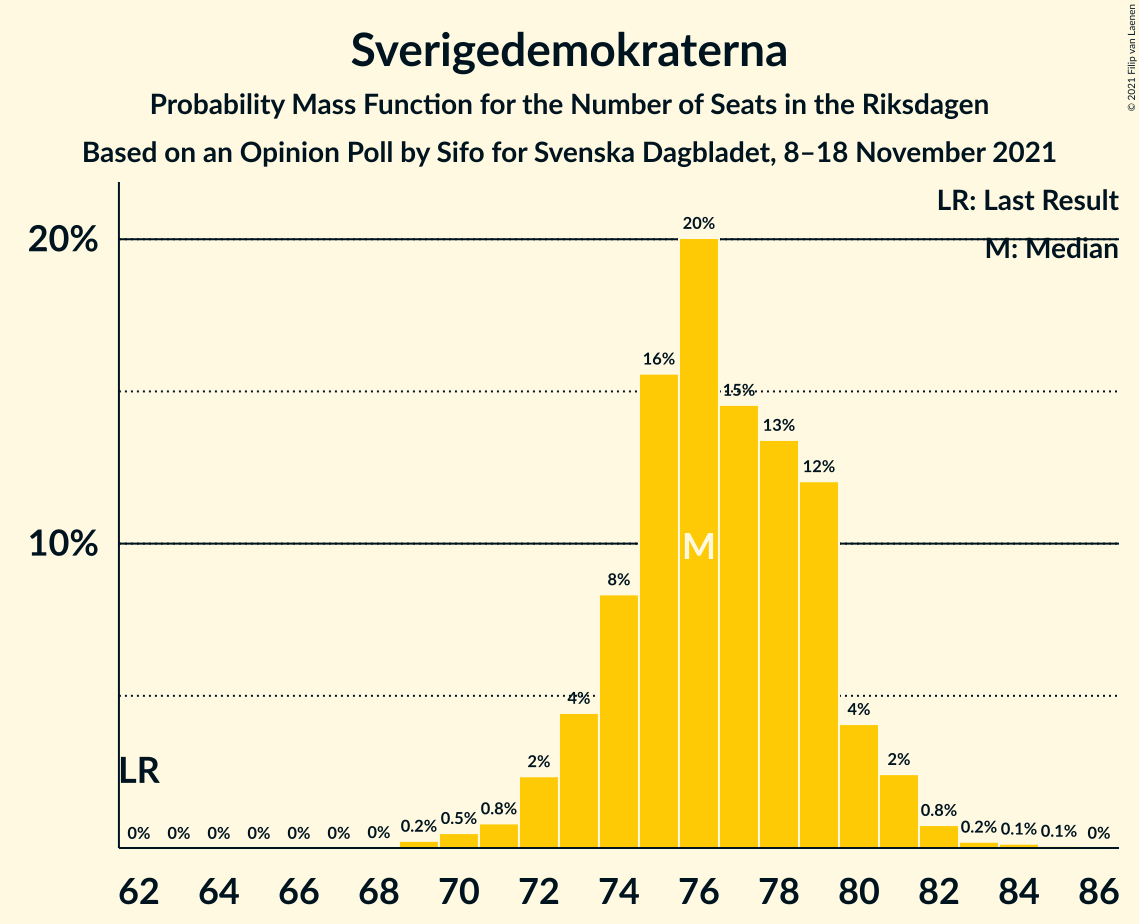 Sverigedemokraterna
Probability Mass Function for the Number of Seats in the Riksdagen
Based on an Opinion Poll by Sifo for Svenska Dagbladet, 8–18 November 2021
© 2021 Filip van Laenen
LR: Last Result
M: Median
20%
10%
20%
16%
15%
13%
12%
M
8%
4%
4%
LR
2%
2%
0% 0% 0% 0% 0% 0% 0% 0.2% 0.5% 0.8% 0.8% 0.2% 0.1% 0.1% 0%
62 64 66 68 70 72 74 76 78 80 82 84 86